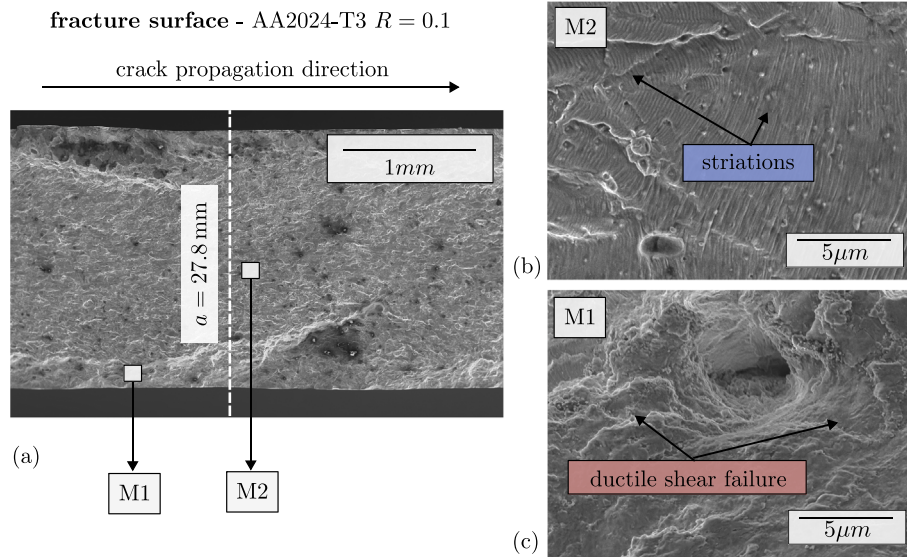 fracture surface - AA2024-T3 R = 0.1
crack propagation direction
1mm
a = 27.8 mm
(a)
M1
M2
M2
striations
5μm
(b)
M1
ductile shear failure
5μm
(c)